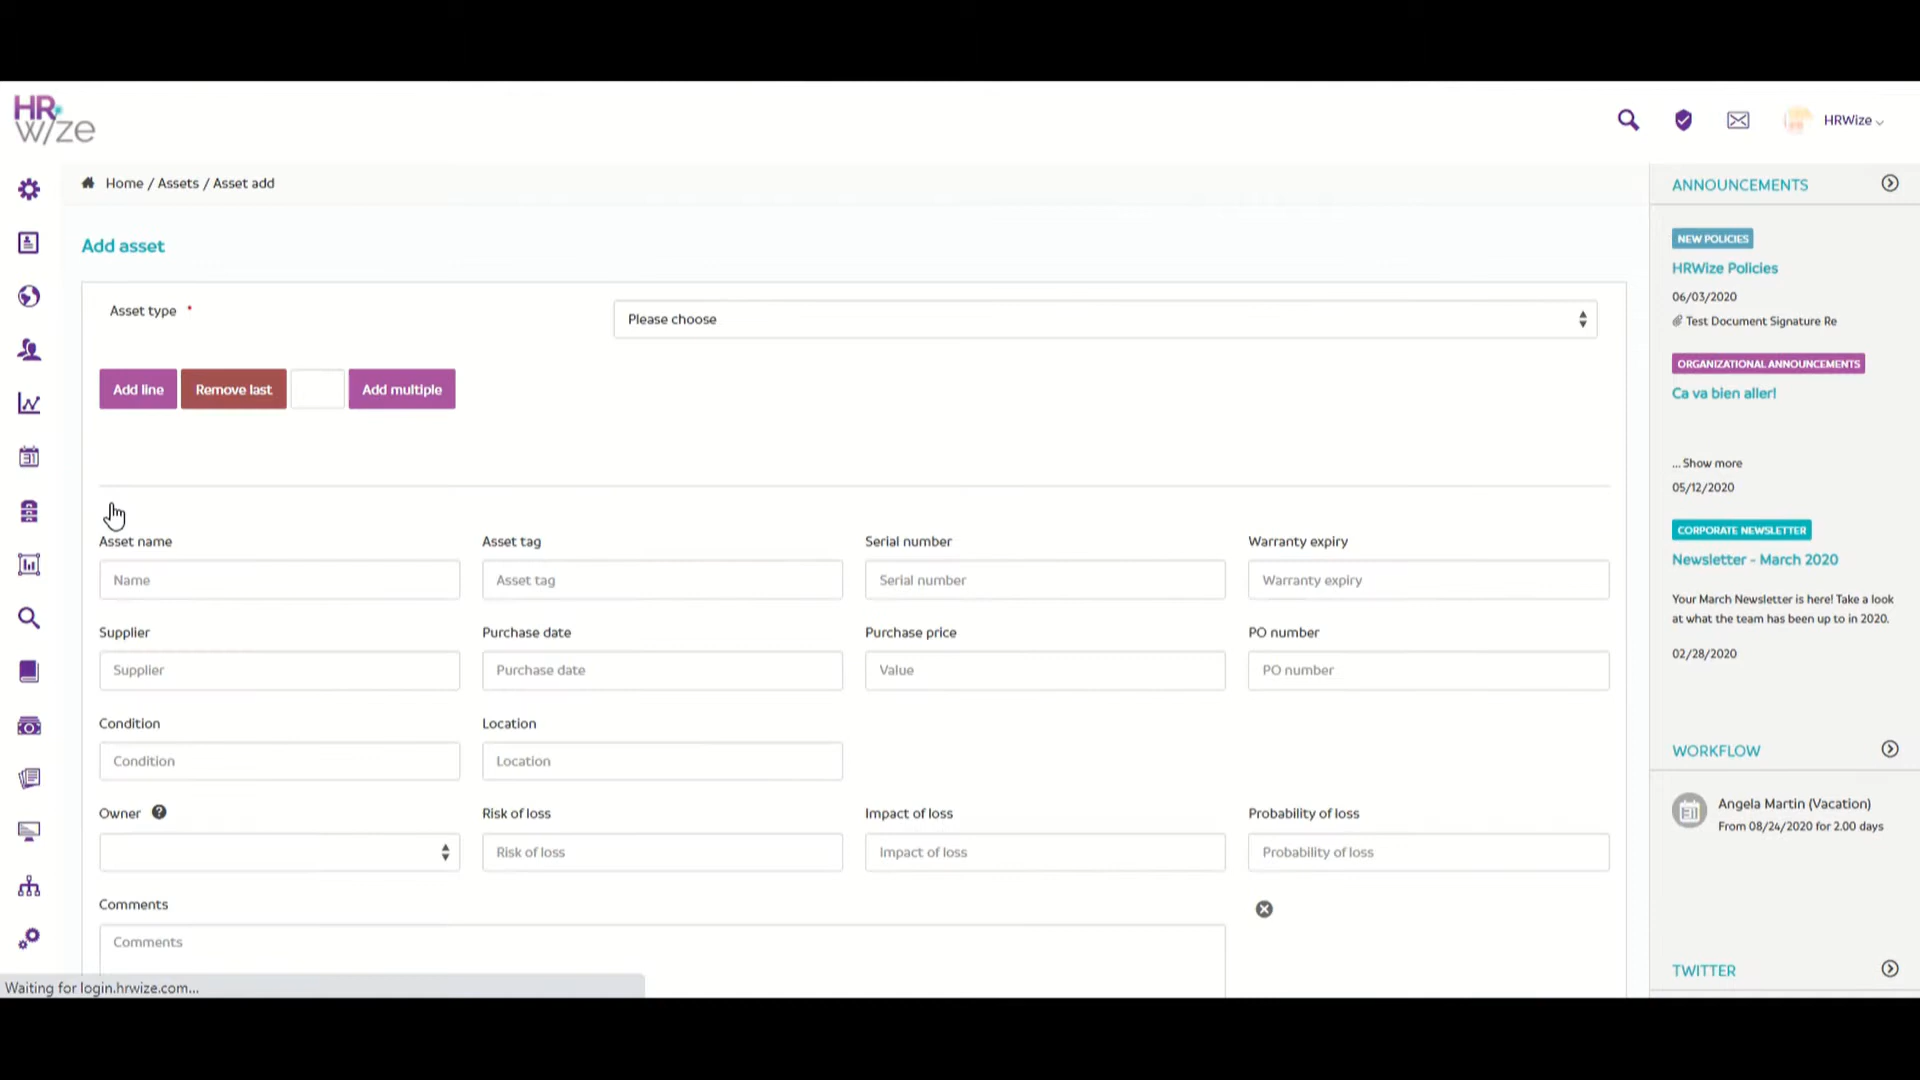 HR
wize
HRWize
Home / Assets / Asset add
Add asset
Asset type *
Please choose
Add line
Remove last
Add multiple
Asset name
Asset tag
Serial number
Warranty expiry
Name
Asset tag
Serial number
Warranty expiry
Supplier
Purchase date
Purchase price
PO number
Supplier
Purchase date
Value
PO number
Condition
Location
Condition
Location
Owner
Risk of loss
Impact of loss
Probability of loss
Risk of loss
Impact of loss
Probability of loss
Comments
Comments
Waiting for login.hrwize.com...
ANNOUNCEMENTS
NEW POLICIES
HRWize Policies
06/03/2020
Test Document Signature Re
ORGANIZATIONAL ANNOUNCEMENTS
Ca va bien aller!
... Show more
05/12/2020
CORPORATE NEWSLETTER
Newsletter - March 2020
Your March Newsletter is here! Take a look
at what the team has been up to in 2020.
02/28/2020
WORKFLOW
31
Angela Martin (Vacation)
From 08/24/2020 for 2.00 days
TWITTER